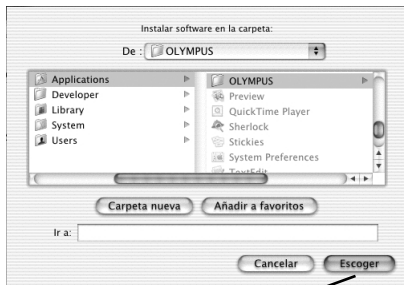 Instalar software en la carpeta:
De : OLYMPUS
Applications
Developer
Library
System
Users
OLYMPUS
Preview
QuickTime Player
Sherlock
Stickies
System Preferences
TextEdit
Carpeta nueva Añadir a favoritos
Ir a:
Cancelar Escoger